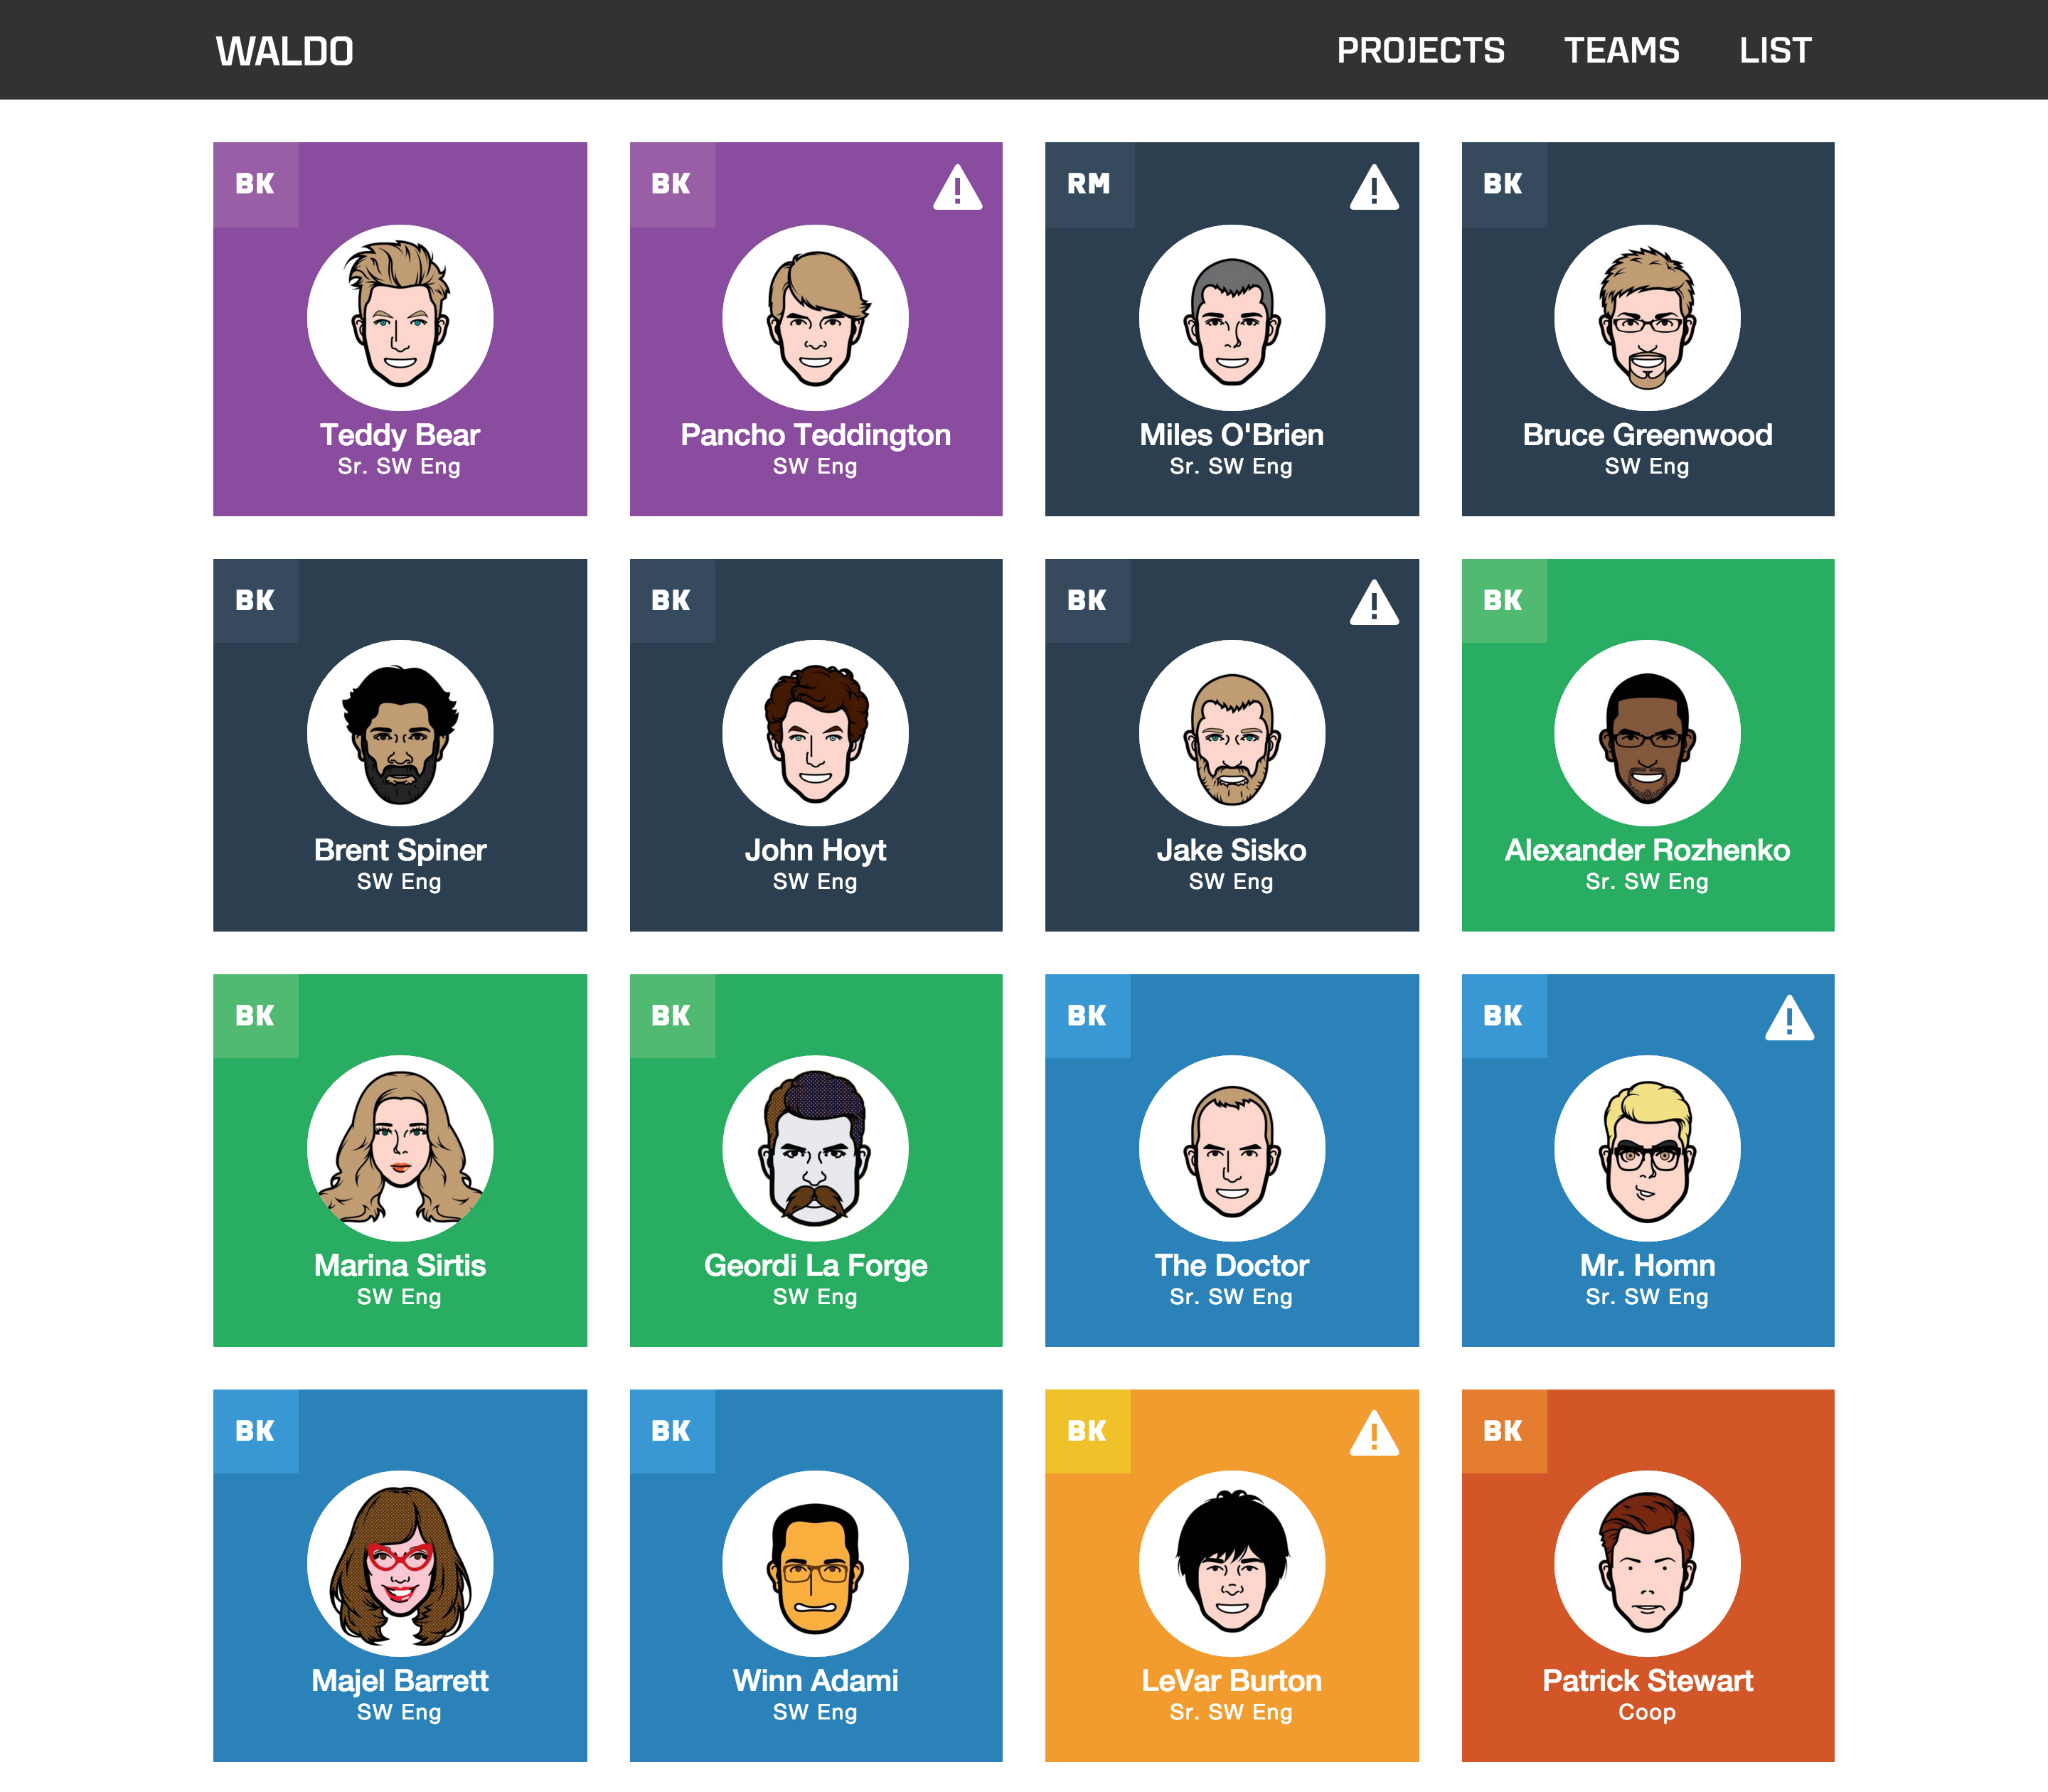 WALDO
PROJECTS TEAMS LIST
BK
Teddy Bear
Sr. SW Eng
BK
Pancho Teddington
SW Eng
RM
Miles O'Brien
Sr. SW Eng
BK
Bruce Greenwood
SW Eng
BK
Brent Spiner
SW Eng
BK
John Hoyt
SW Eng
BK
Jake Sisko
SW Eng
BK
Alexander Rozhenko
Sr. SW Eng
BK
Marina Sirtis
SW Eng
BK
Geordi La Forge
SW Eng
BK
The Doctor
Sr. SW Eng
BK
Mr. Homn
Sr. SW Eng
BK
Majel Barrett
SW Eng
BK
Winn Adami
SW Eng
BK
LeVar Burton
Sr. SW Eng
BK
Patrick Stewart
Coop